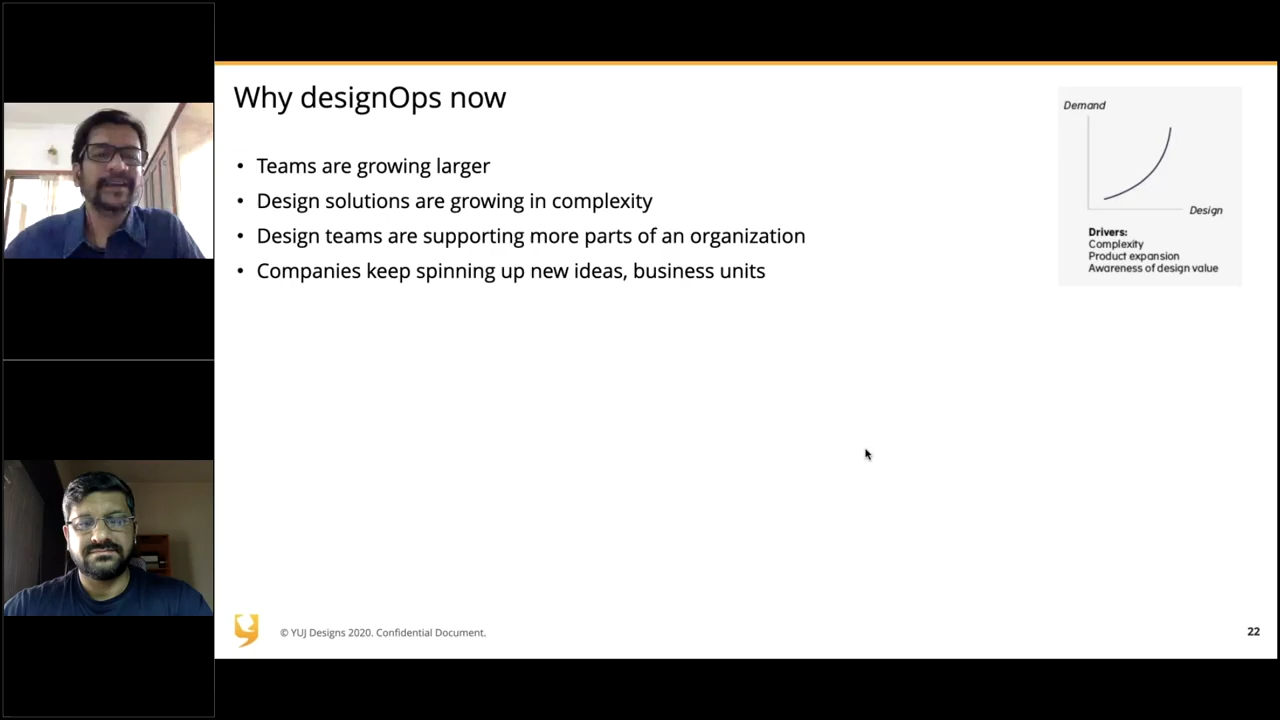 Why designOps now
• Teams are growing larger
• Design solutions are growing in complexity
• Design teams are supporting more parts of an organization
• Companies keep spinning up new ideas, business units
Demand
Design
Drivers:
Complexity
Product expansion
Awareness of design value
© YUJ Designs 2020. Confidential Document.
22